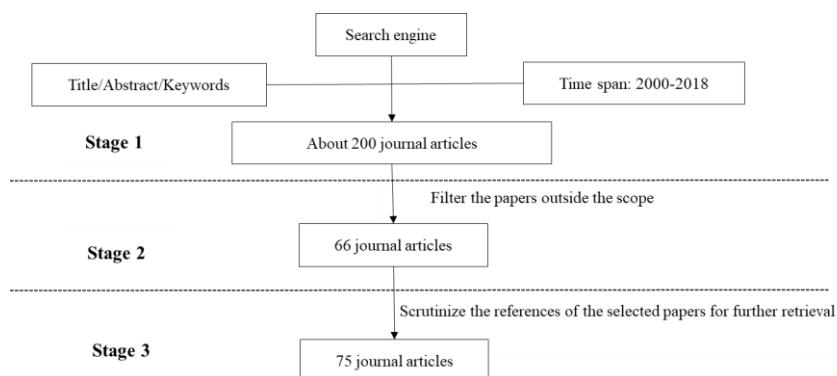 Search engine
Title/Abstract/Keywords
Time span: 2000-2018
Stage 1
About 200 journal articles
Filter the papers outside the scope
66 journal articles
Stage 2
Scrutinize the references of the selected papers for further retrieval
Stage 3
75 journal articles